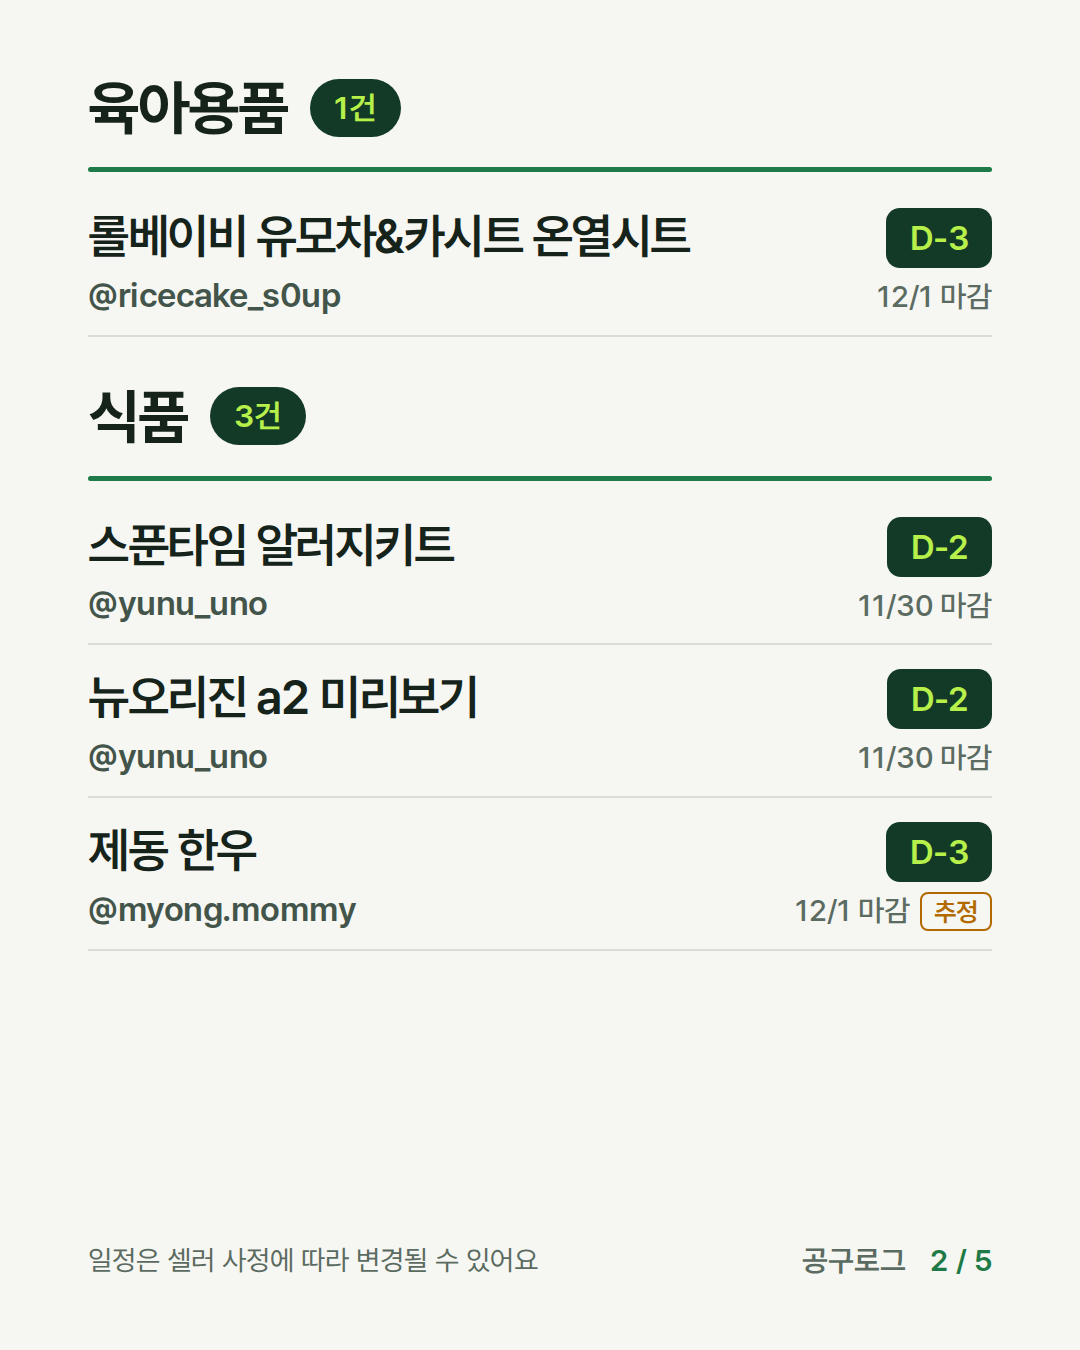 육아용품 1건
롤베이비 유모차&카시트 온열시트 D-3
@ricecake_s0up 12/1 마감
식품 3건
스푼타임 알러지키트 D-2
@yunu_uno 11/30 마감
뉴오리진 a2 미리보기 D-2
@yunu_uno 11/30 마감
제동 한우 D-3
@myong.mommy 12/1 마감 추정
일정은 셀러 사정에 따라 변경될 수 있어요 공구로그 2 / 5